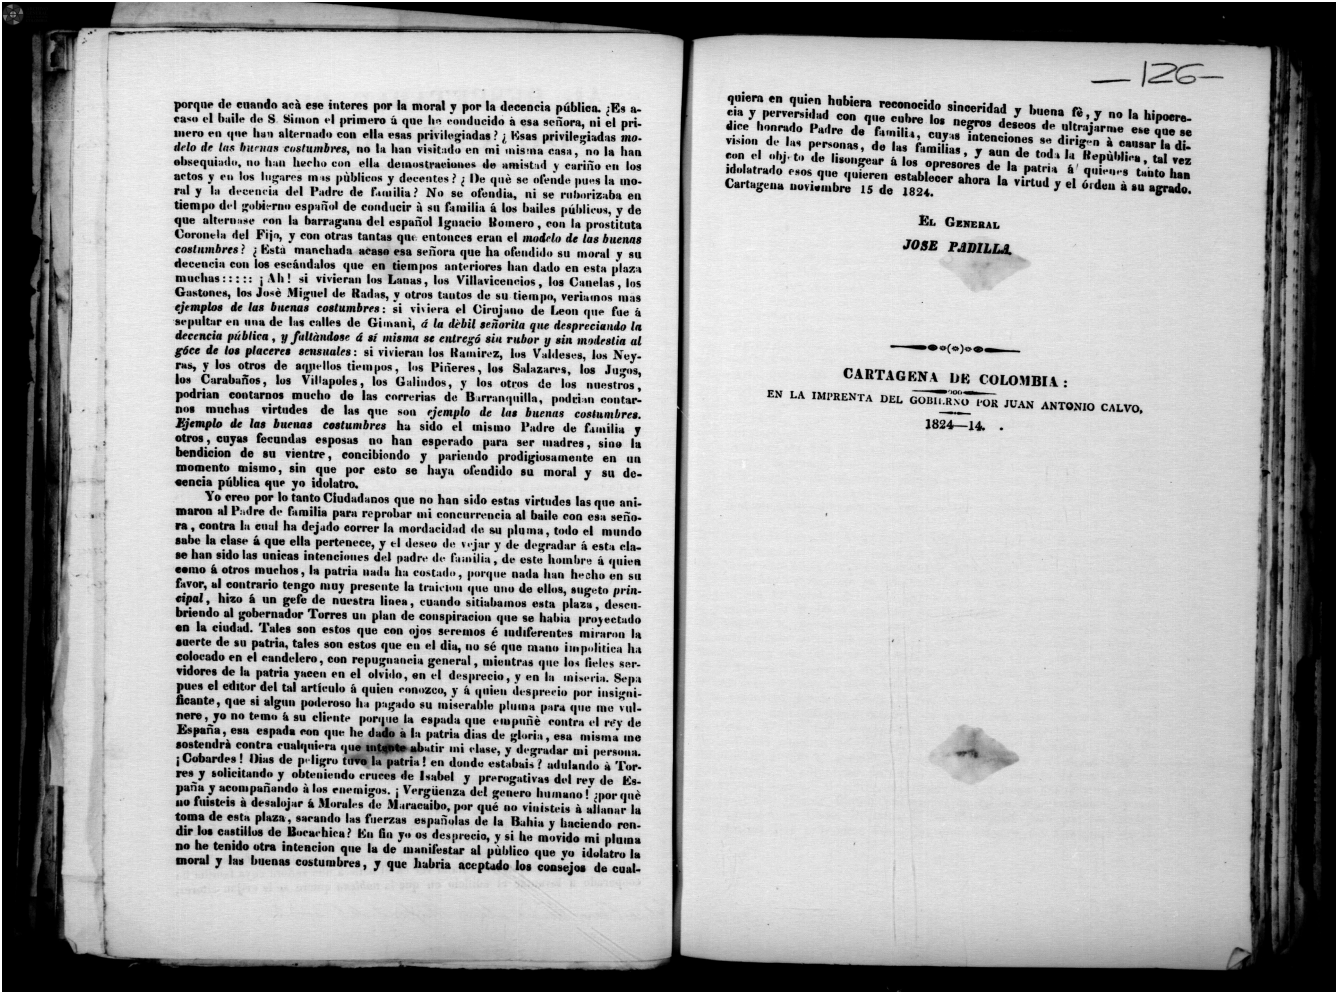 porque de cuando acà ese interes por la moral y por la decencia pública. ¿Es a-
caso el baile de S. Simon el primero á que he conducido à esa señora, ni el pri-
mero en que han alternado con ella esas privilegiadas? ¿ Esas privilegiadas mo-
delo de las buenas costumbres, no la han visitado en mi misma casa, no la han
obsequiado, no han hecho con ella demostraciones de amistad y cariño en los
actos y en los lugares mas públicos y decentes? ¿ De què se ofende pues la mo-
ral y la decencia del Padre de familia? No se ofendia, ni se ruborizaba en
tiempo del gobierno español de conducir à su familia á los bailes públicos, y de
que alternase con la barragana del español Ignacio Romero, con la prostituta
Coronela del Fijo, y con otras tantas que entonces eran el modelo de las buenas
costumbres? ¿ Està manchada acaso esa señora que ha ofendido su moral y su
decencia con los escándalos que en tiempos anteriores han dado en esta plaza
muchas::::: ¡ Ah! si vivieran los Lanas, los Villavicencios, los Canelas, los
Gastones, los Josè Miguel de Radas, y otros tantos de su tiempo, veriamos mas
ejemplos de las buenas costumbres: si viviera el Cirujano de Leon que fue á
sepultar en una de las calles de Gimanì, á la dèbil señorita que despreciando la
decencia pública, y faltàndose á sí misma se entregó sin rubor y sin modestia al
góce de los placeres sensuales: si vivieran los Ramirez, los Valdeses, los Ney-
ras, y los otros de aquellos tiempos, los Piñeres, los Salazares, los Jugos,
los Carabaños, los Villapoles, los Galindos, y los otros de los nuestros,
podrian contarnos mucho de las correrias de Barranquilla, podrian contar-
nos muchas virtudes de las que son ejemplo de las buenas costumbres.
Ejemplo de las buenas costumbres ha sido el mismo Padre de familia y
otros, cuyas fecundas esposas no han esperado para ser madres, sino la
bendicion de su vientre, concibiendo y pariendo prodigiosamente en un
momento mismo, sin que por esto se haya ofendido su moral y su de-
cencia pública que yo idolatro.
Yo creo por lo tanto Ciudadanos que no han sido estas virtudes las que ani-
maron al Padre de familia para reprobar mi concurrencia al baile con esa seño-
ra, contra la cual ha dejado correr la mordacidad de su pluma, todo el mundo
sabe la clase á que ella pertenece, y el deseo de vejar y de degradar á esta cla-
se han sido las unicas intenciones del padre de familia, de este hombre á quien
como á otros muchos, la patria nada ha costado, porque nada han hecho en su
favor, al contrario tengo muy presente la traicion que uno de ellos, sugeto prin-
cipal, hizo á un gefe de nuestra linea, cuando sitiabamos esta plaza, descu-
briendo al gobernador Torres un plan de conspiracion que se habia proyectado
en la ciudad. Tales son estos que con ojos seremos é indiferentes miraron la
suerte de su patria, tales son estos que en el dia, no sé que mano impolitica ha
colocado en el candelero, con repugnancia general, mientras que los fieles ser-
vidores de la patria yacen en el olvido, en el desprecio, y en la miseria. Sepa
pues el editor del tal artículo á quien conozco, y á quien desprecio por insigni-
ficante, que si algun poderoso ha pagado su miserable pluma para que me vul-
nere, yo no temo á su cliente porque la espada que empuñè contra el rey de
España, esa espada con que he dado à la patria dias de gloria, esa misma me
sostendrà contra cualquiera que intente abatir mi clase, y degradar mi persona.
¡Cobardes! Dias de peligro tuvo la patria! en donde estabais? adulando à Tor-
res y solicitando y obteniendo cruces de Isabel y prerogativas del rey de Es-
paña y acompañando à los enemigos. ¡ Vergüenza del genero humano! ¿por què
no fuisteis à desalojar á Morales de Maracaibo, por qué no vinisteis à allanar la
toma de esta plaza, sacando las fuerzas españolas de la Bahia y haciendo ren-
dir los castillos de Bocachica? En fin yo os desprecio, y si he movido mi pluma
no he tenido otra intencion que la de manifestar al público que yo idolatro la
moral y las buenas costumbres, y que habria aceptado los consejos de cual-
—126—
quiera en quien hubiera reconocido sinceridad y buena fê, y no la hipocre-
cia y perversidad con que cubre los negros deseos de ultrajarme ese que se
dice honrado Padre de familia, cuyas intenciones se dirigen à causar la di-
vision de las personas, de las familias, y aun de toda la República, tal vez
con el objeto de lisongear á los opresores de la patria á quienes tanto han
idolatrado esos que quieren establecer ahora la virtud y el órden à su agrado.
Cartagena noviembre 15 de 1824.
EL GENERAL
JOSE PADILLA.
CARTAGENA DE COLOMBIA:
EN LA IMPRENTA DEL GOBIERNO POR JUAN ANTONIO CALVO,
1824—14.